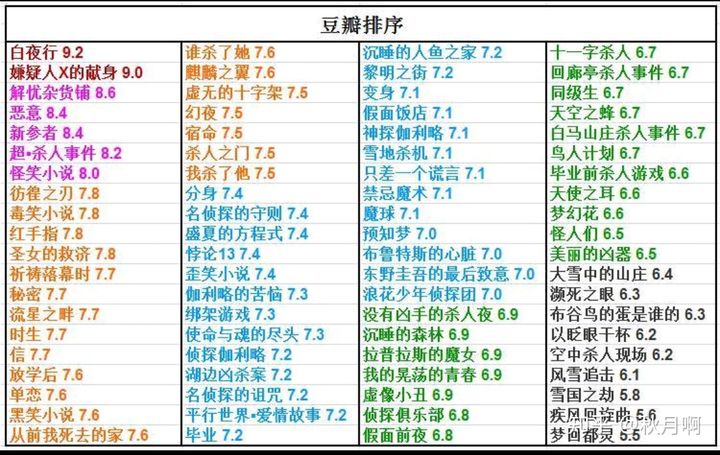 豆瓣排序
白夜行 9.2
嫌疑人X的献身 9.0
解忧杂货铺 8.6
恶意 8.4
新参者 8.4
超•杀人事件 8.2
怪笑小说 8.0
彷徨之刃 7.8
毒笑小说 7.8
红手指 7.8
圣女的救济 7.8
祈祷落幕时 7.7
秘密 7.7
流星之畔 7.7
时生 7.7
信 7.7
放学后 7.6
单恋 7.6
黑笑小说 7.6
从前我死去的家 7.6
谁杀了她 7.6
麒麟之翼 7.6
虚无的十字架 7.5
幻夜 7.5
宿命 7.5
杀人之门 7.5
我杀了他 7.5
分身 7.4
名侦探的守则 7.4
盛夏的方程式 7.4
悖论13 7.4
歪笑小说 7.4
伽利略的苦恼 7.3
绑架游戏 7.3
使命与魂的尽头 7.3
侦探伽利略 7.2
湖边凶杀案 7.2
名侦探的诅咒 7.2
平行世界•爱情故事 7.2
毕业 7.2
沉睡的人鱼之家 7.2
黎明之街 7.2
变身 7.1
假面饭店 7.1
神探伽利略 7.1
雪地杀机 7.1
只差一个谎言 7.1
禁忌魔术 7.1
魔球 7.1
预知梦 7.0
布鲁特斯的心脏 7.0
东野圭吾的最后致意 7.0
浪花少年侦探团 7.0
没有凶手的杀人夜 6.9
沉睡的森林 6.9
拉普拉斯的魔女 6.9
我的晃荡的青春 6.9
虚像小丑 6.9
侦探俱乐部 6.8
假面前夜 6.8
十一字杀人 6.7
回廊亭杀人事件 6.7
同级生 6.7
天空之蜂 6.7
白马山庄杀人事件 6.7
鸟人计划 6.7
毕业前杀人游戏 6.6
天使之耳 6.6
梦幻花 6.6
怪人们 6.5
美丽的凶器 6.5
大雪中的山庄 6.4
濒死之眼 6.3
布谷鸟的蛋是谁的 6.3
以眨眼干杯 6.2
空中杀人现场 6.2
风雪追击 6.1
雪国之劫 5.8
疾风回旋曲 5.6
梦回都灵 5.5
知乎 @秋月啊